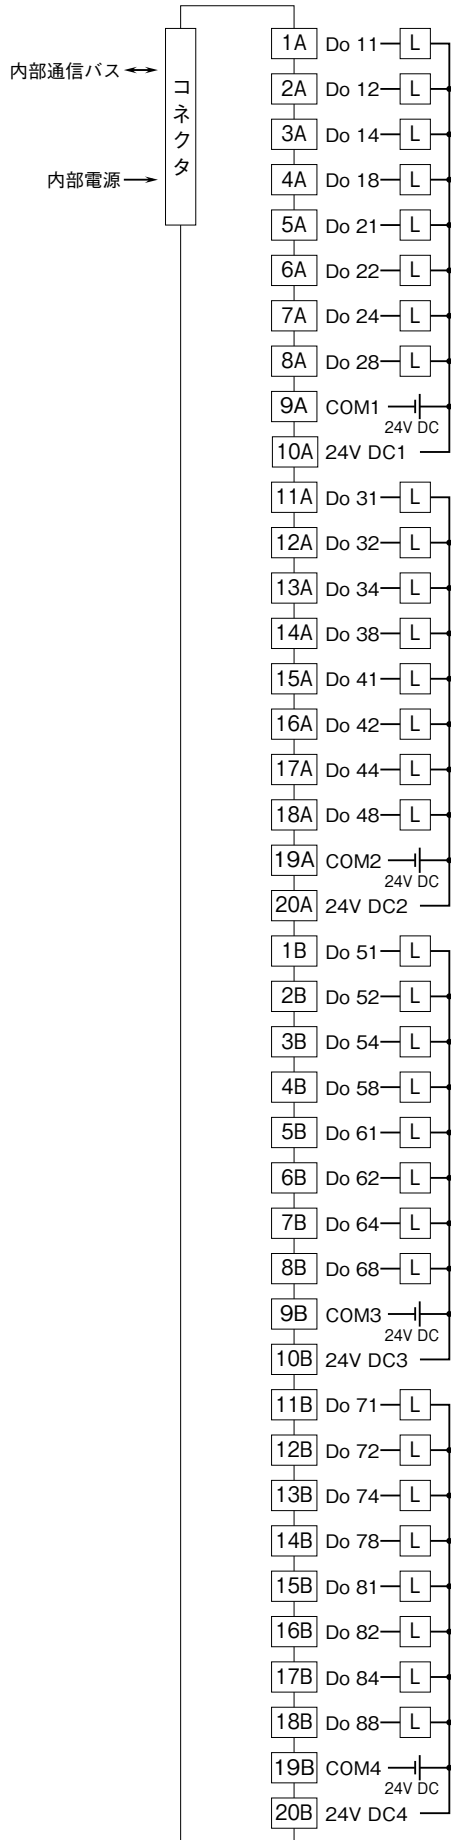 内部通信バス
内部電源
コネクタ
1A Do 11 L
2A Do 12 L
3A Do 14 L
4A Do 18 L
5A Do 21 L
6A Do 22 L
7A Do 24 L
8A Do 28 L
9A COM1
24V DC
10A 24V DC1
11A Do 31 L
12A Do 32 L
13A Do 34 L
14A Do 38 L
15A Do 41 L
16A Do 42 L
17A Do 44 L
18A Do 48 L
19A COM2
24V DC
20A 24V DC2
1B Do 51 L
2B Do 52 L
3B Do 54 L
4B Do 58 L
5B Do 61 L
6B Do 62 L
7B Do 64 L
8B Do 68 L
9B COM3
24V DC
10B 24V DC3
11B Do 71 L
12B Do 72 L
13B Do 74 L
14B Do 78 L
15B Do 81 L
16B Do 82 L
17B Do 84 L
18B Do 88 L
19B COM4
24V DC
20B 24V DC4